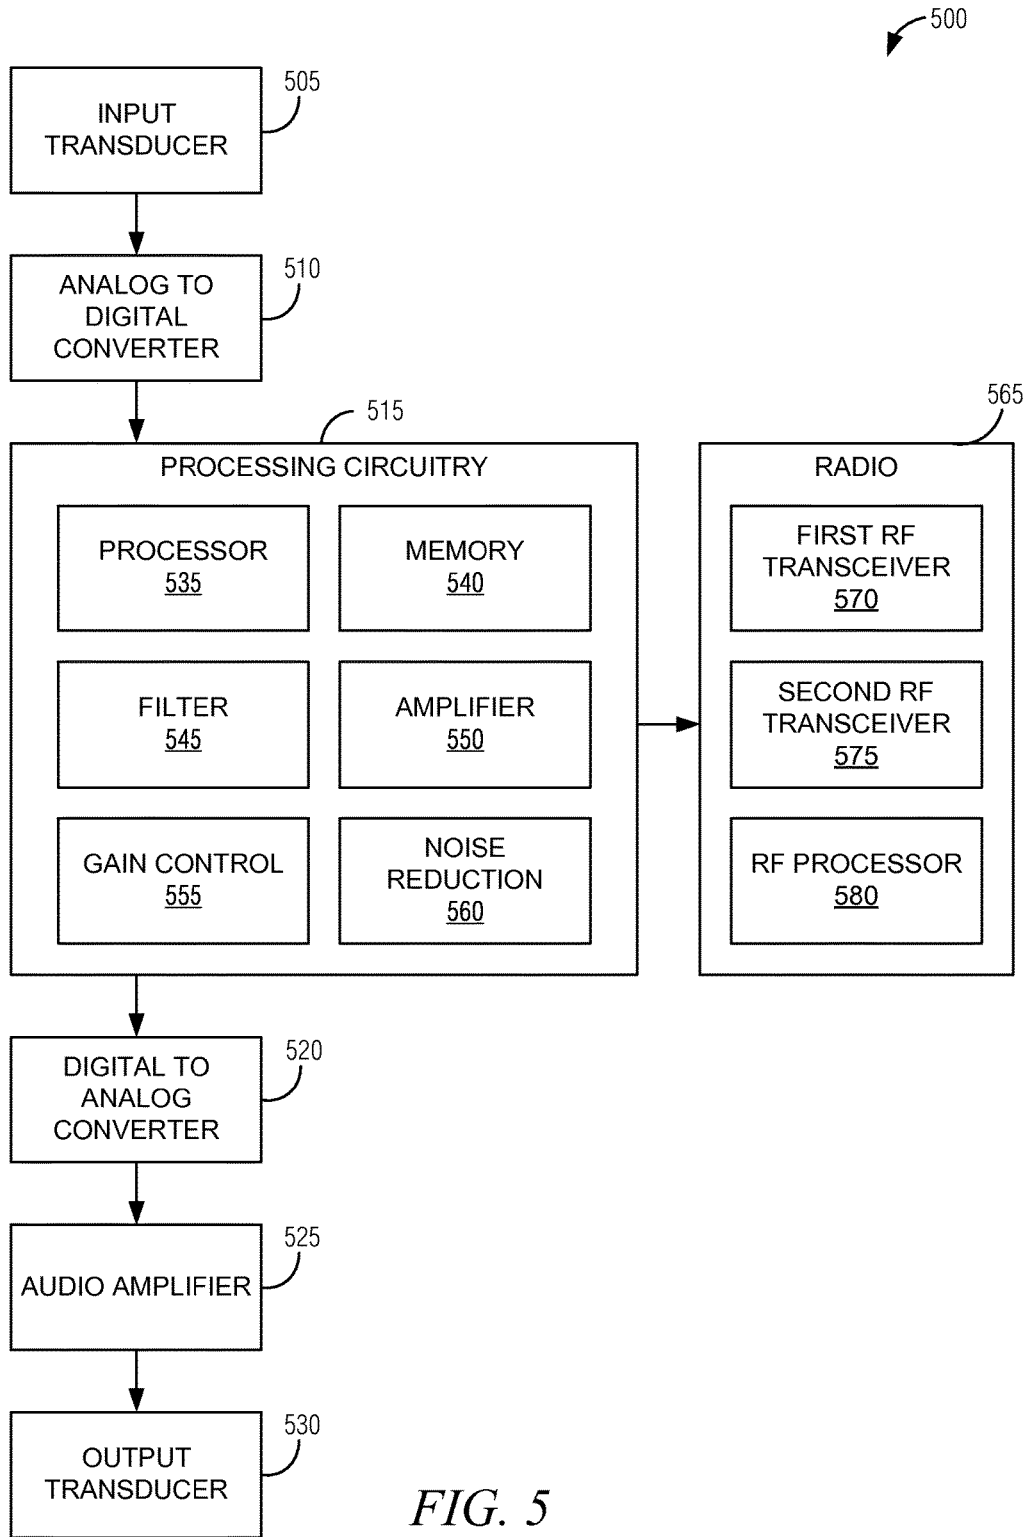 500
505
INPUT
TRANSDUCER
510
ANALOG TO
DIGITAL
CONVERTER
515
PROCESSING CIRCUITRY
PROCESSOR
535
MEMORY
540
FILTER
545
AMPLIFIER
550
GAIN CONTROL
555
NOISE
REDUCTION
560
565
RADIO
FIRST RF
TRANSCEIVER
570
SECOND RF
TRANSCEIVER
575
RF PROCESSOR
580
520
DIGITAL TO
ANALOG
CONVERTER
525
AUDIO AMPLIFIER
530
OUTPUT
TRANSDUCER
FIG. 5